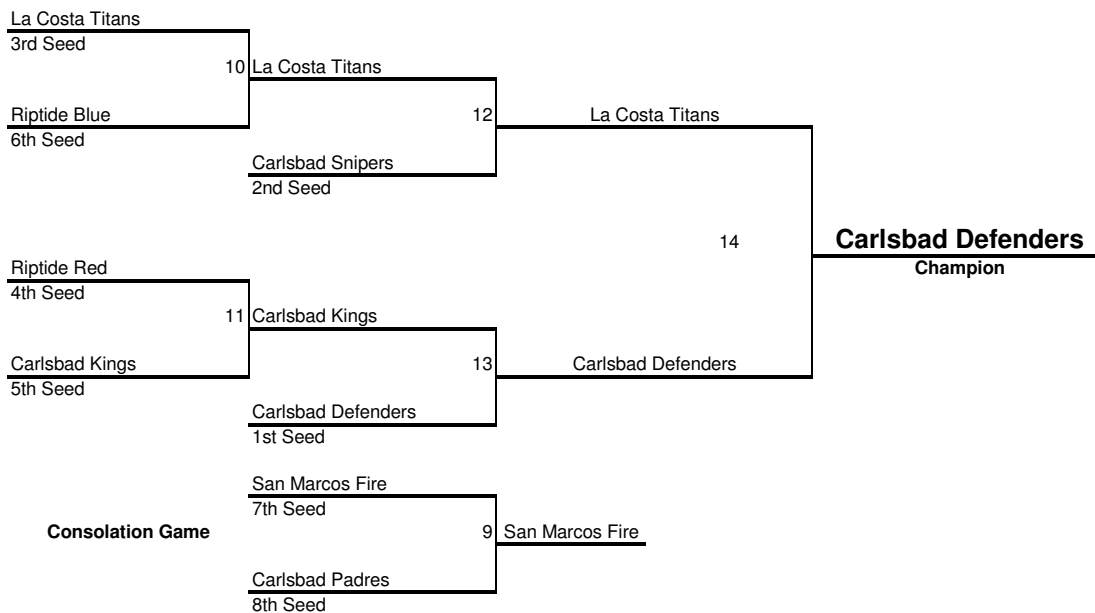 La Costa Titans
3rd Seed
10 La Costa Titans
Riptide Blue
6th Seed
12 La Costa Titans
Carlsbad Snipers
2nd Seed
14 Carlsbad Defenders
Champion
Riptide Red
4th Seed
11 Carlsbad Kings
Carlsbad Kings
5th Seed
13 Carlsbad Defenders
Carlsbad Defenders
1st Seed
San Marcos Fire
7th Seed
Consolation Game
9 San Marcos Fire
Carlsbad Padres
8th Seed